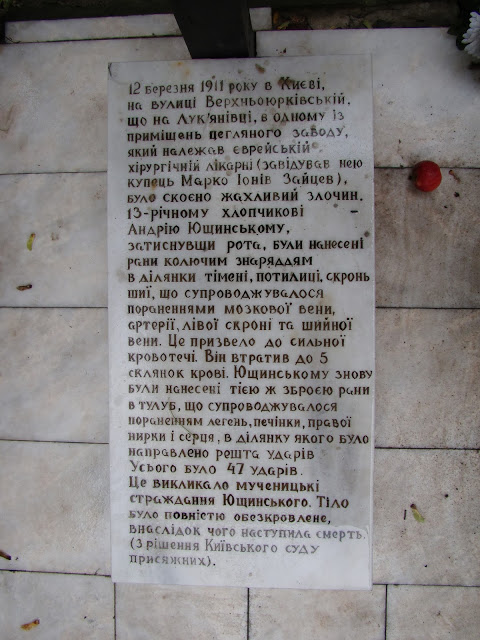 12 березня 1911 року в Києві,
на вулиці Верхньоюрківській.
що на Лук'янівці, в одному із
приміщень цегляного заводу,
який належав єврейській
хірургічній лікарні (завідував нею
купець Марко Іонів Зайцев),
було скоєно жахливий злочин.
13-річному хлопчикові –
Андрію Ющинському,
затиснувши рота, були нанесені
рани колючим знаряддям
в ділянки тімені, потилиці, скронь
шиї, що супроводжувалося
пораненнями мозкової вени,
артерії, лівої скроні та шийної
вени. Це призвело до сильної
кровотечі. Він втратив до 5
склянок крові. Ющинському знову
були нанесені тією ж зброєю рани
в тулуб, що супроводжувалося
пораненням легень, печінки, правої
нирки і серця, в ділянку якого було
направлено решта ударів
Усього було 47 ударів.
Це викликало мученицькі
страждання Ющинського. Тіло
було повністю обезкровлене,
внаслідок чого наступила смерть.
(З рішення Київського суду
присяжних).